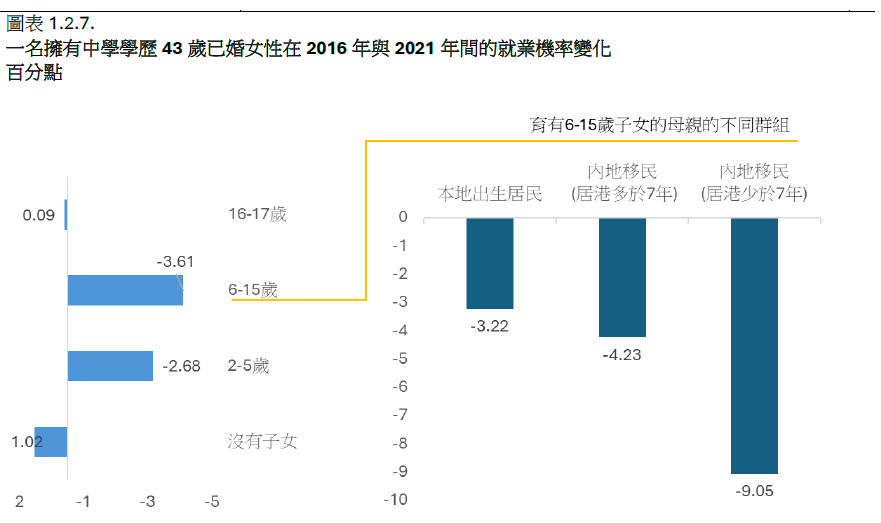 圖表 1.2.7.
一名擁有中學學歷 43 歲已婚女性在 2016 年與 2021 年間的就業機率變化
百分點
育有6-15歲子女的母親的不同群組
本地出生居民
內地移民
(居港多於7年)
內地移民
(居港少於7年)
0.09
16-17歲
-3.61
6-15歲
-2.68
2-5歲
1.02
沒有子女
2
-1
-3
-5
0
-1
-2
-3
-4
-5
-6
-7
-8
-9
-10
-3.22
-4.23
-9.05